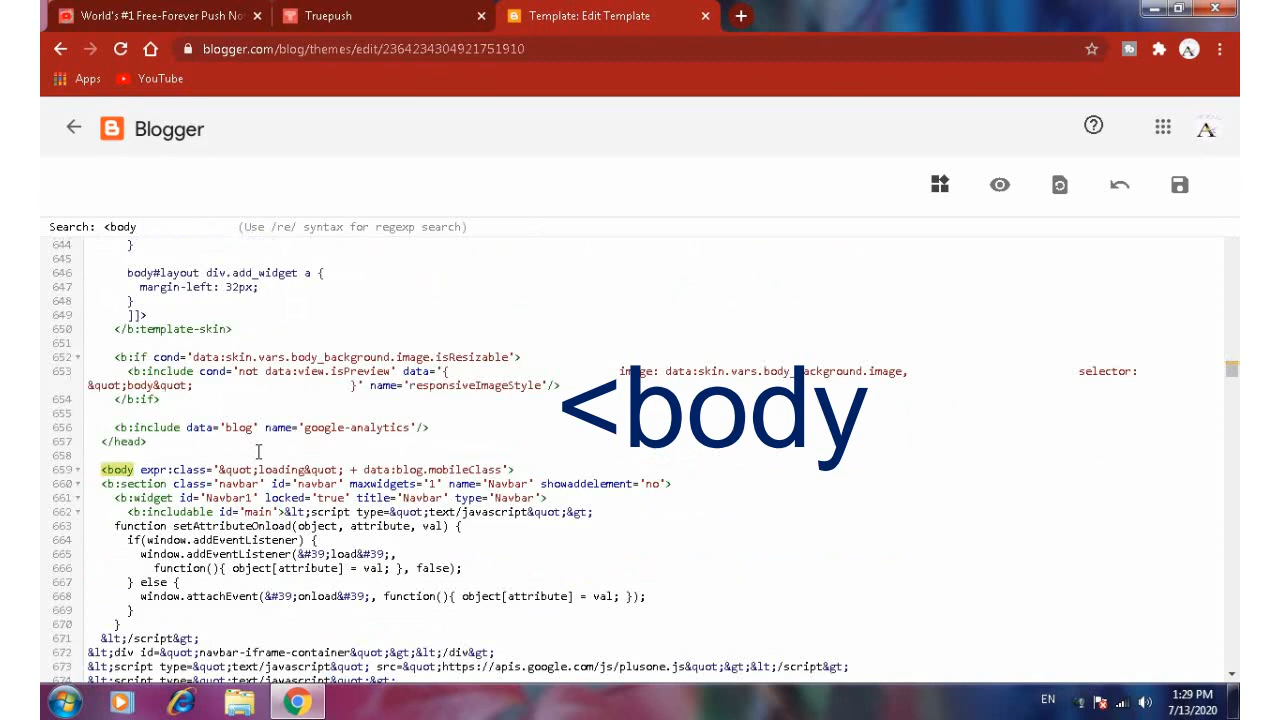 World's #1 Free-Forever Push No
Truepush
Template: Edit Template
blogger.com/blog/themes/edit/2364234304921751910
Apps
YouTube
Blogger
Search: <body (Use /re/ syntax for regexp search)
644 }
645
646 body#layout div.add_widget a {
647 margin-left: 32px;
648 }
649 ]]>
650 </b:template-skin>
651
652 <b:if cond='data:skin.vars.body_background.image.isResizable'>
653 <b:include cond='not data:view.isPreview' data='{ image: data:skin.vars.body_background.image, selector:
&quot;body&quot; }' name='responsiveImageStyle'/>
654 </b:if>
655
656 <b:include data='blog' name='google-analytics'/>
657 </head>
658
<body
659 <body expr:class='&quot;loading&quot; + data:blog.mobileClass'>
660 <b:section class='navbar' id='navbar' maxwidgets='1' name='Navbar' showaddelement='no'>
661 <b:widget id='Navbar1' locked='true' title='Navbar' type='Navbar'>
662 <b:includable id='main'>&lt;script type=&quot;text/javascript&quot;&gt;
663 function setAttributeOnload(object, attribute, val) {
664 if(window.addEventListener) {
665 window.addEventListener(&#39;load&#39;,
666 function(){ object[attribute] = val; }, false);
667 } else {
668 window.attachEvent(&#39;onload&#39;, function(){ object[attribute] = val; });
669 }
670 }
671 &lt;/script&gt;
672 &lt;div id=&quot;navbar-iframe-container&quot;&gt;&lt;/div&gt;
673 &lt;script type=&quot;text/javascript&quot; src=&quot;https://apis.google.com/js/plusone.js&quot;&gt;&lt;/script&gt;
674 &lt;script type=&quot;text/javascript&quot;&gt;
EN
1:29 PM
7/13/2020